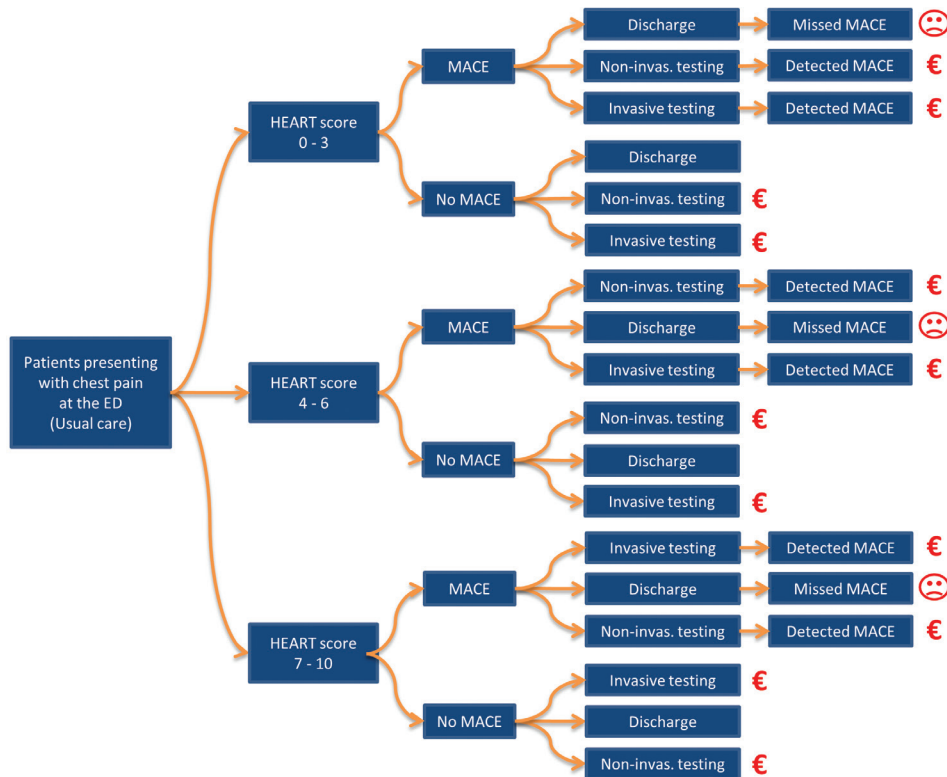 Patients presenting
with chest pain
at the ED
(Usual care)
HEART score
0 - 3
MACE
Discharge
Missed MACE
Non-invas. testing
Detected MACE
€
Invasive testing
Detected MACE
€
No MACE
Discharge
Non-invas. testing
€
Invasive testing
€
HEART score
4 - 6
MACE
Non-invas. testing
Detected MACE
€
Discharge
Missed MACE
Invasive testing
Detected MACE
€
No MACE
Non-invas. testing
€
Discharge
Invasive testing
€
HEART score
7 - 10
MACE
Invasive testing
Detected MACE
€
Discharge
Missed MACE
Non-invas. testing
Detected MACE
€
No MACE
Invasive testing
€
Discharge
Non-invas. testing
€